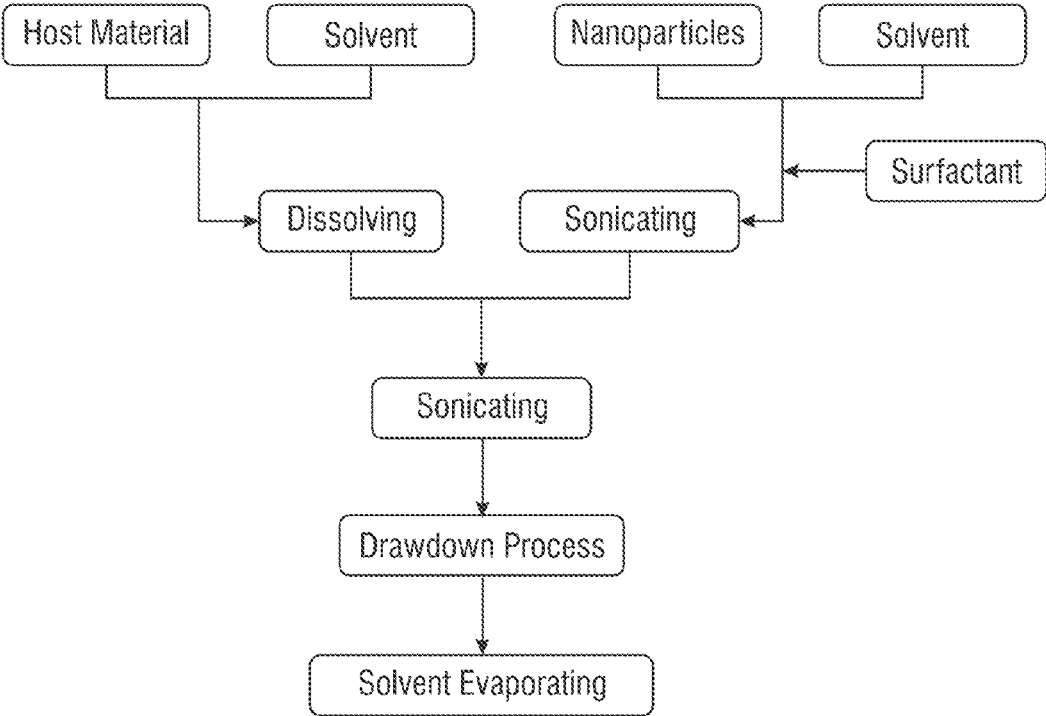 Host Material
Solvent
Nanoparticles
Solvent
Surfactant
Dissolving
Sonicating
Sonicating
Drawdown Process
Solvent Evaporating